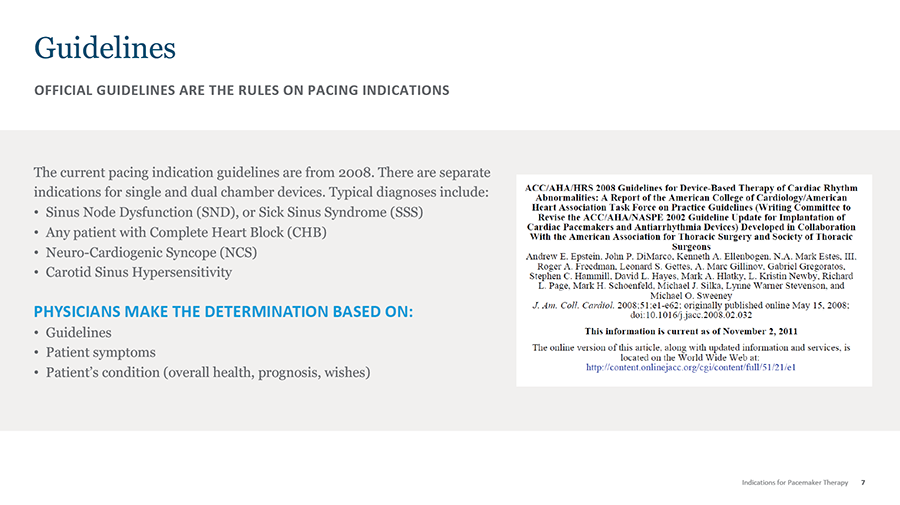 Guidelines
OFFICIAL GUIDELINES ARE THE RULES ON PACING INDICATIONS
The current pacing indication guidelines are from 2008. There are separate
indications for single and dual chamber devices. Typical diagnoses include:
• Sinus Node Dysfunction (SND), or Sick Sinus Syndrome (SSS)
• Any patient with Complete Heart Block (CHB)
• Neuro-Cardiogenic Syncope (NCS)
• Carotid Sinus Hypersensitivity
PHYSICIANS MAKE THE DETERMINATION BASED ON:
• Guidelines
• Patient symptoms
• Patient's condition (overall health, prognosis, wishes)
ACC/AHA/HRS 2008 Guidelines for Device-Based Therapy of Cardiac Rhythm
Abnormalities: A Report of the American College of Cardiology/American
Heart Association Task Force on Practice Guidelines (Writing Committee to
Revise the ACC/AHA/NASPE 2002 Guideline Update for Implantation of
Cardiac Pacemakers and Antiarrhythmia Devices) Developed in Collaboration
With the American Association for Thoracic Surgery and Society of Thoracic
Surgeons
Andrew E. Epstein, John P. DiMarco, Kenneth A. Ellenbogen, N.A. Mark Estes, III,
Roger A. Freedman, Leonard S. Gettes, A. Marc Gillinov, Gabriel Gregoratos,
Stephen C. Hammill, David L. Hayes, Mark A. Hlatky, L. Kristin Newby, Richard
L. Page, Mark H. Schoenfeld, Michael J. Silka, Lynne Warner Stevenson, and
Michael O. Sweeney
J. Am. Coll. Cardiol. 2008;51;e1-e62; originally published online May 15, 2008;
doi:10.1016/j.jacc.2008.02.032
This information is current as of November 2, 2011
The online version of this article, along with updated information and services, is
located on the World Wide Web at:
http://content.onlinejacc.org/cgi/content/full/51/21/e1
Indications for Pacemaker Therapy 7